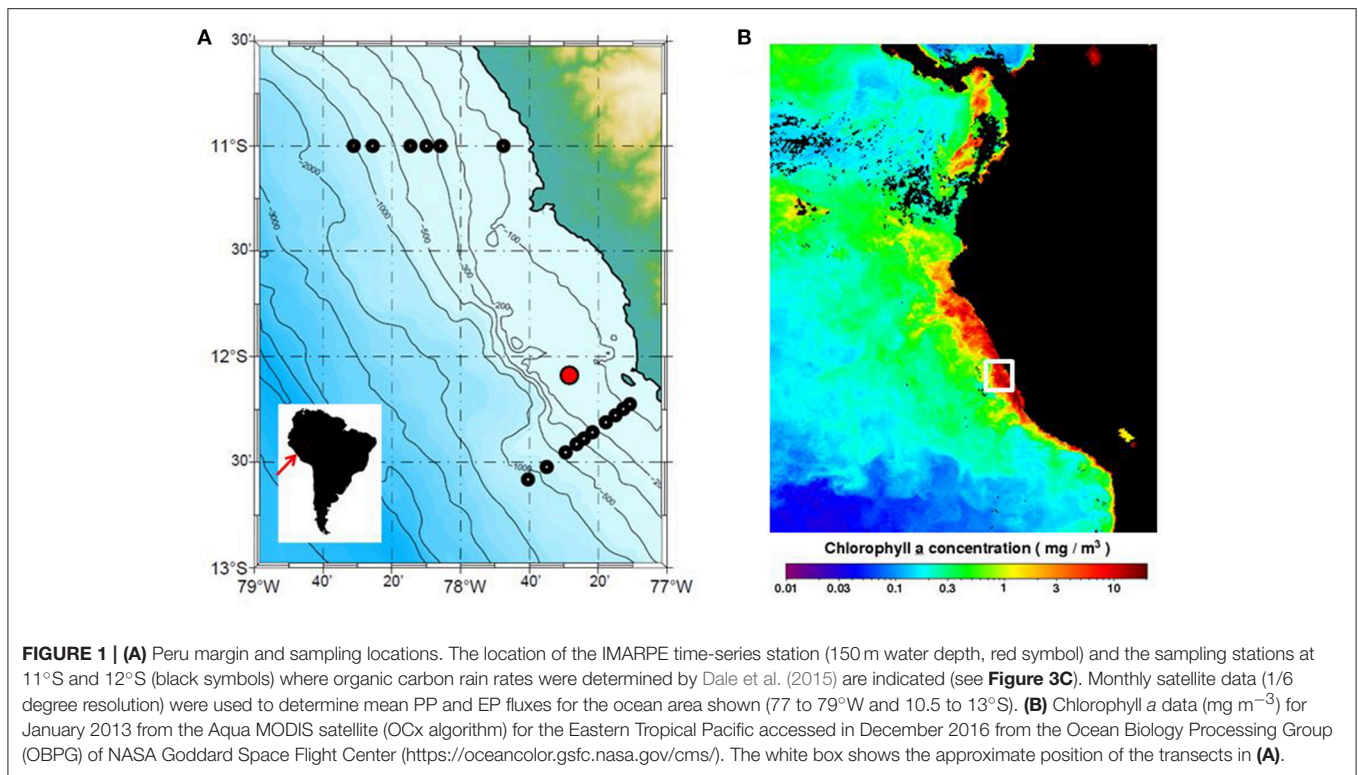 A
B
30'
11°S
30'
12°S
30'
13°S
79°W
40'
20'
78°W
40'
20'
77°W
-2000
-3000
-1000
-500
-300
-200
-100
-1000
-500
Chlorophyll a concentration ( mg / m³ )
0.01 0.03 0.1 0.3 1 3 10
FIGURE 1 | (A) Peru margin and sampling locations. The location of the IMARPE time-series station (150 m water depth, red symbol) and the sampling stations at
11°S and 12°S (black symbols) where organic carbon rain rates were determined by Dale et al. (2015) are indicated (see Figure 3C). Monthly satellite data (1/6
degree resolution) were used to determine mean PP and EP fluxes for the ocean area shown (77 to 79°W and 10.5 to 13°S). (B) Chlorophyll a data (mg m−3) for
January 2013 from the Aqua MODIS satellite (OCx algorithm) for the Eastern Tropical Pacific accessed in December 2016 from the Ocean Biology Processing Group
(OBPG) of NASA Goddard Space Flight Center (https://oceancolor.gsfc.nasa.gov/cms/). The white box shows the approximate position of the transects in (A).